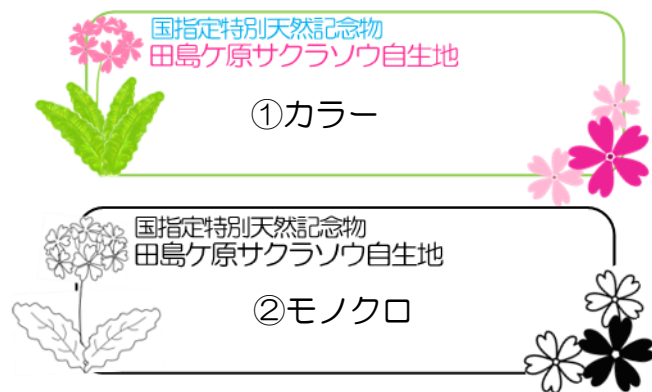 国指定特別天然記念物
田島ケ原サクラソウ自生地
①カラー
国指定特別天然記念物
田島ケ原サクラソウ自生地
②モノクロ